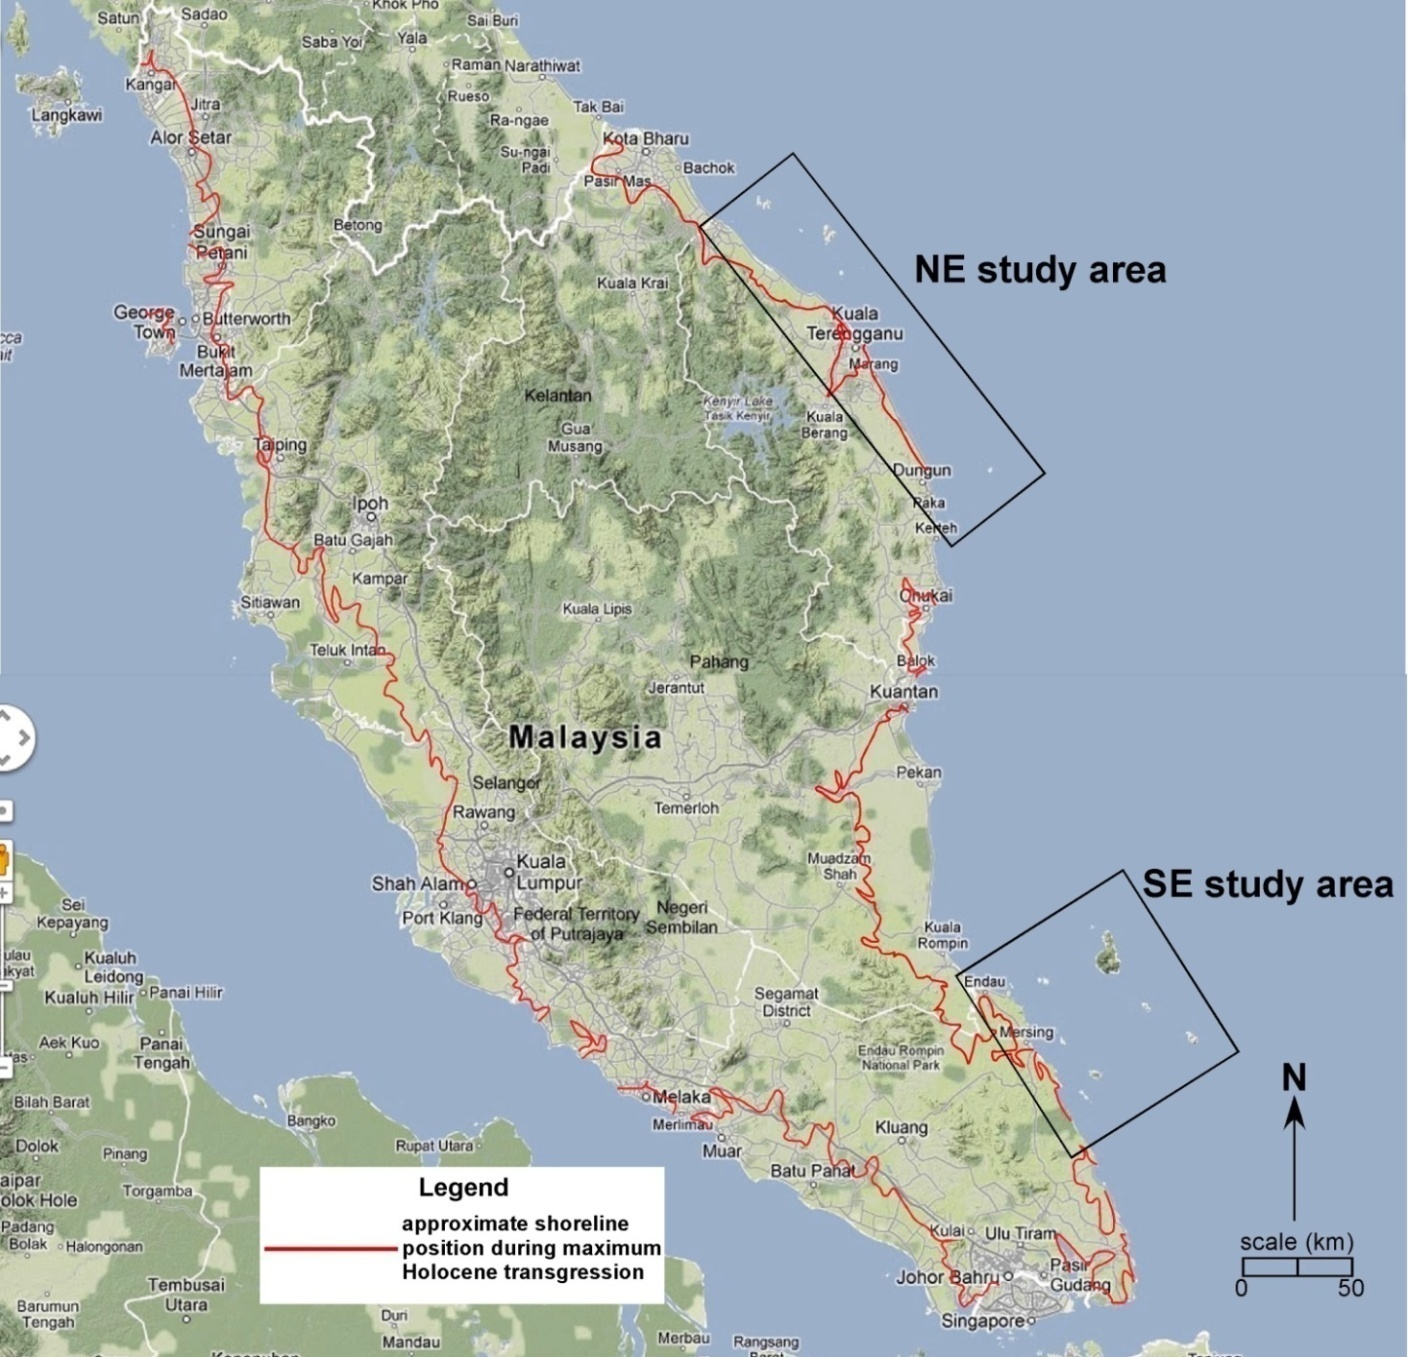 Khok Pho
Satun
Sadao
Sai Buri
Saba Yoi
Yala
Raman
Narathiwat
Kangar
Rueso
Langkawi
Jitra
Ra-ngae
Tak Bai
Alor Setar
Kota Bharu
Su-ngai
Padi
Bachok
Pasir Mas
Betong
Sungai
Petani
NE study area
Kuala Krai
George
Town
Butterworth
Kuala
Terengganu
Bukit
Mertajam
Marang
Kelantan
Kenyir Lake
Tasik Kenyir
Gua
Musang
Kuala
Berang
Taiping
Dungun
Ipoh
Paka
Kerteh
Batu Gajah
Kampar
Sitiawan
Kuala Lipis
Chukai
Teluk Intan
Pahang
Balok
Jerantut
Kuantan
Malaysia
Selangor
Pekan
Rawang
Temerloh
Kuala
Lumpur
Muadzam
Shah
Shah Alam
SE study area
Port Klang
Federal Territory
of Putrajaya
Negeri
Sembilan
Sei
Kepayang
Kuala
Rompin
Kualuh
Leidong
Kualuh Hilir
Panai Hilir
Endau
Segamat
District
Mersing
Aek Kuo
Panai
Tengah
Endau Rompin
National Park
N
Bilah Barat
Melaka
Merlimau
Bangko
Kluang
Dolok
Pinang
Rupat Utara
Muar
Batu Pahat
Torgamba
Legend
approximate shoreline
position during maximum
Holocene transgression
Padang
Bolak
Halongonan
Kulai
Ulu Tiram
scale (km)
0
50
Johor Bahru
Pasir
Gudang
Tembusai
Utara
Barumun
Tengah
Duri
Mandau
Singapore
Merbau
Rangsang
Barat